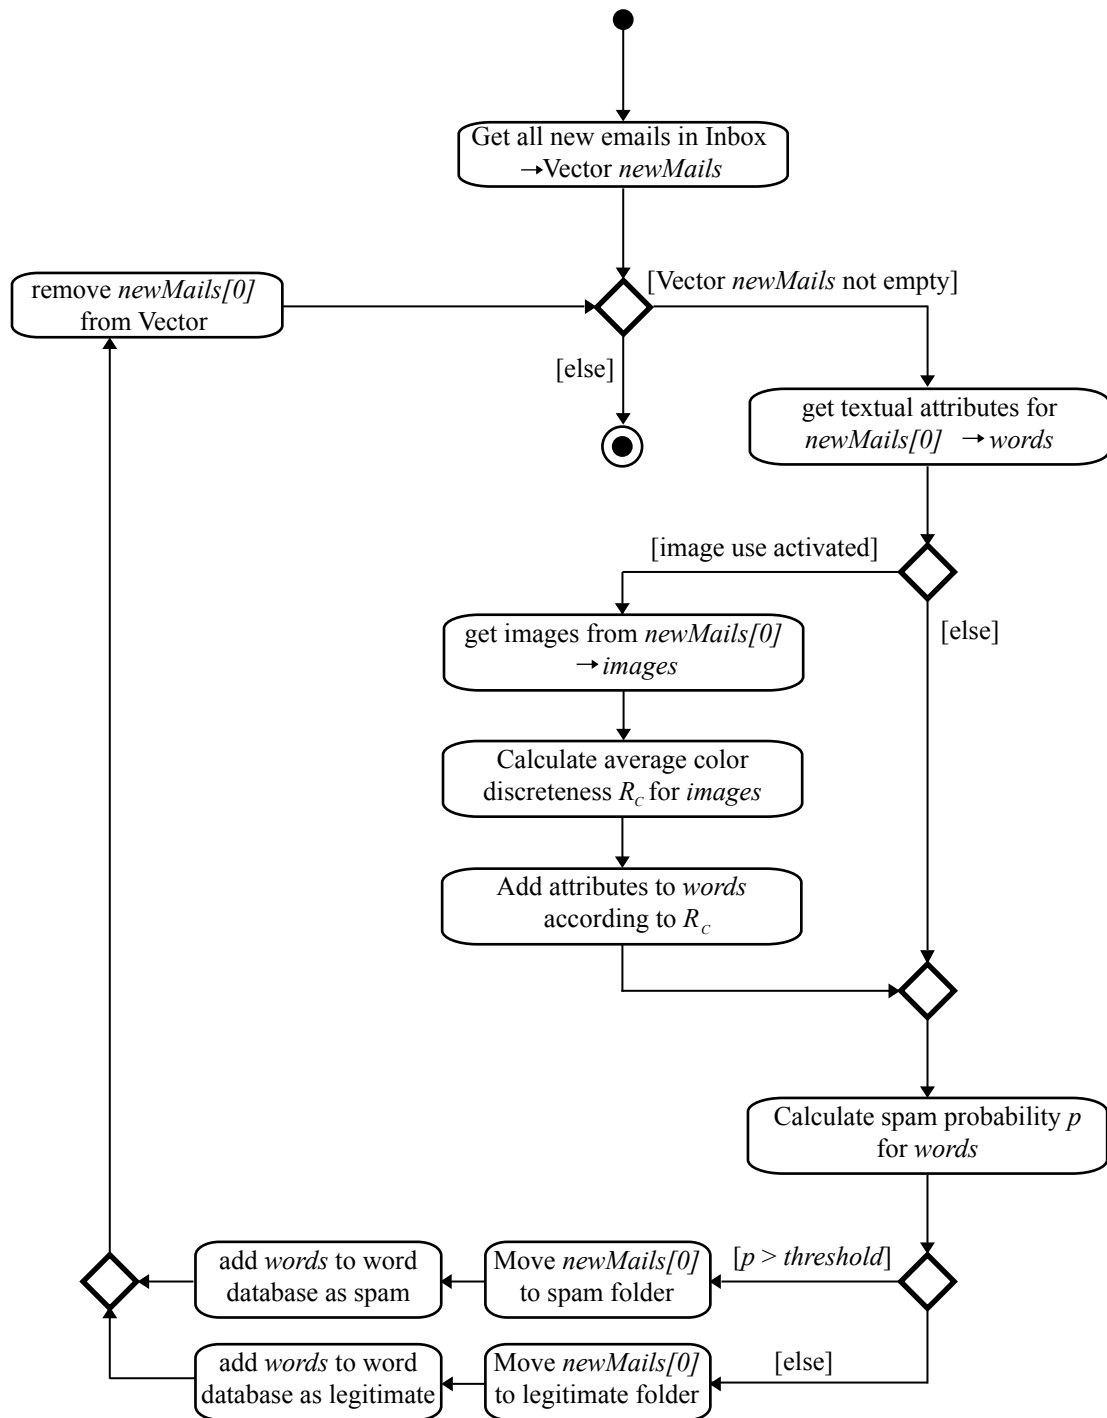 Get all new emails in Inbox
→Vector newMails
[Vector newMails not empty]
remove newMails[0]
from Vector
[else]
get textual attributes for
newMails[0] → words
[image use activated]
[else]
get images from newMails[0]
→ images
Calculate average color
discreteness R_C for images
Add attributes to words
according to R_C
Calculate spam probability p
for words
[p > threshold]
Move newMails[0]
to spam folder
add words to word
database as spam
[else]
Move newMails[0]
to legitimate folder
add words to word
database as legitimate